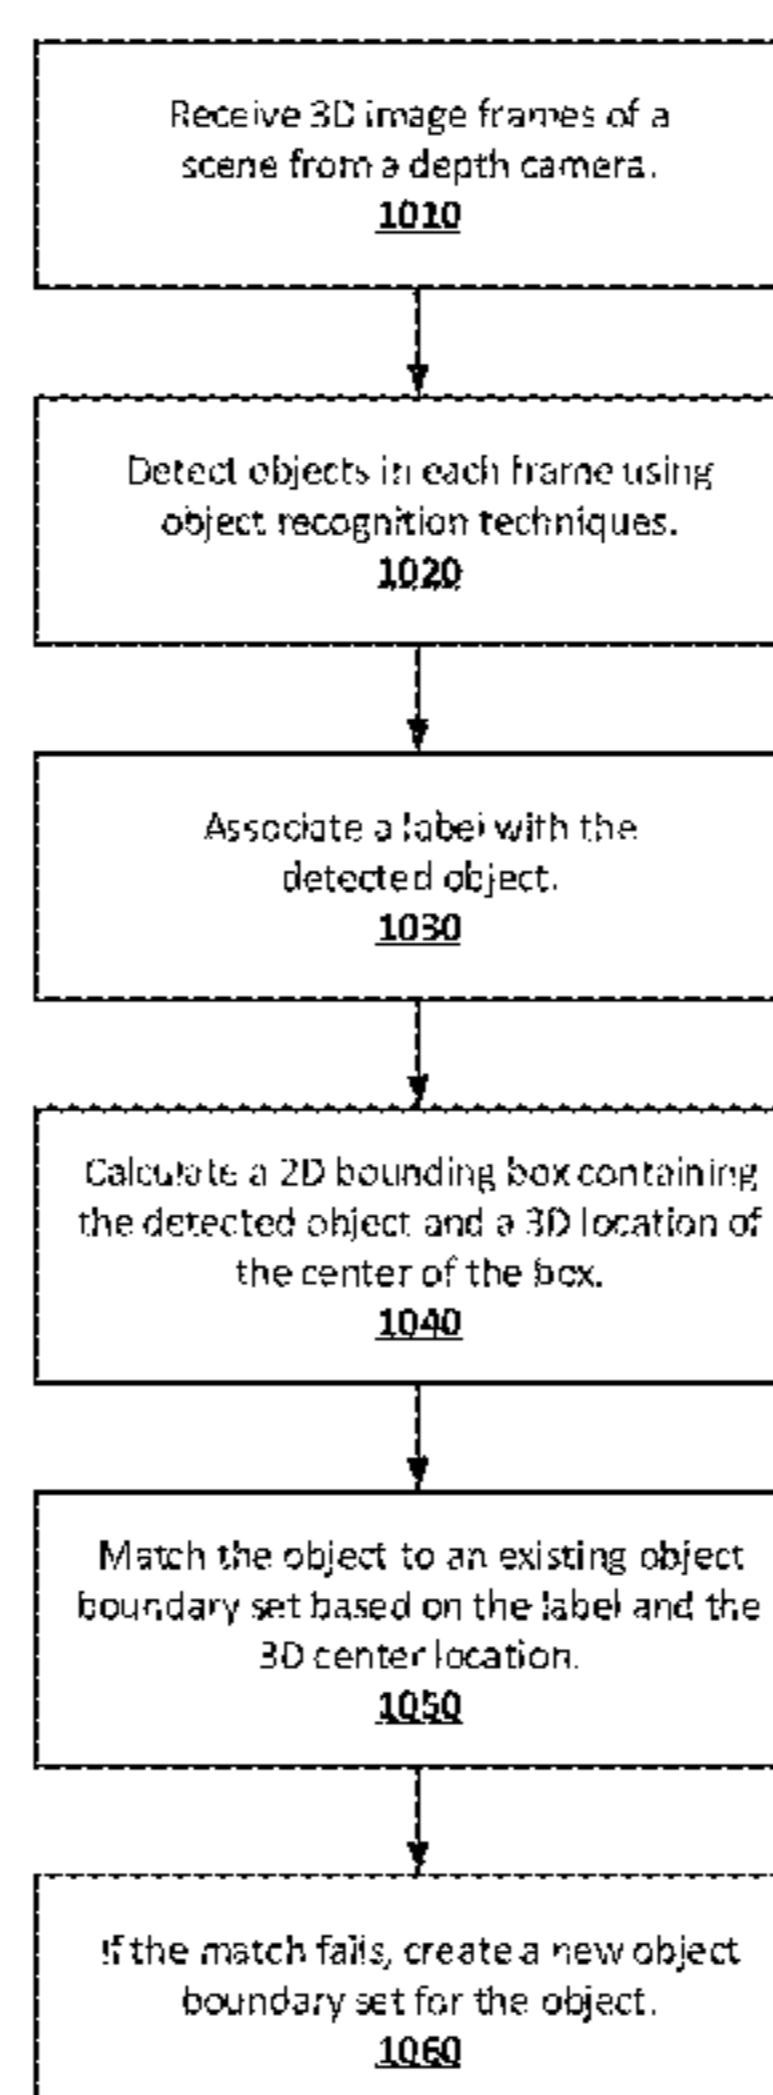 Receive 3D image frames of a
scene from a depth camera.
1010
Detect objects in each frame using
object recognition techniques.
1020
Associate a label with the
detected object.
1030
Calculate a 2D bounding box containing
the detected object and a 3D location of
the center of the box.
1040
Match the object to an existing object
boundary set based on the label and the
3D center location.
1050
If the match fails, create a new object
boundary set for the object.
1060